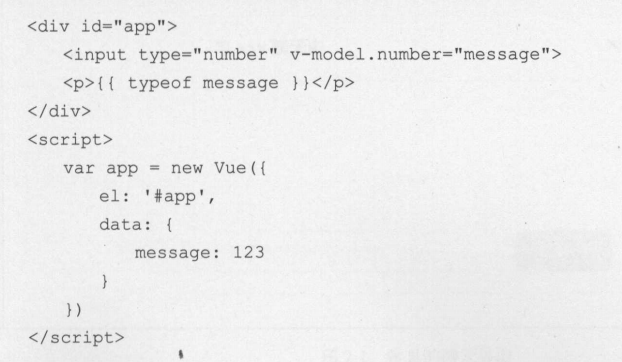 <div id="app">
<input type="number" v-model.number="message">
<p>{{ typeof message }}</p>
</div>
<script>
var app = new Vue({
el: '#app',
data: {
message: 123
}
})
</script>